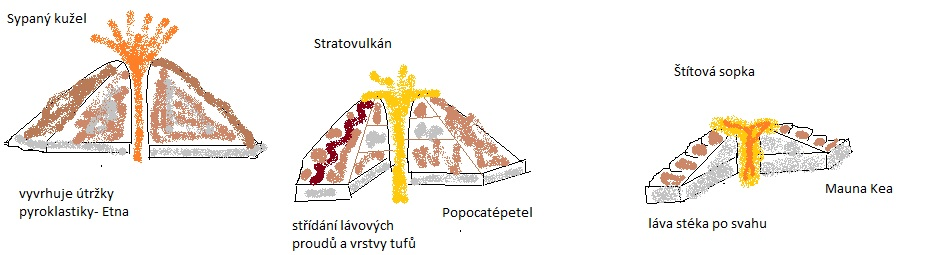 Sypaný kužel
vyvrhuje útržky
pyroklastiky- Etna
Stratovulkán
střídání lávových
proudů a vrstvy tufů
Popocatépetel
Štítová sopka
láva stéka po svahu
Mauna Kea